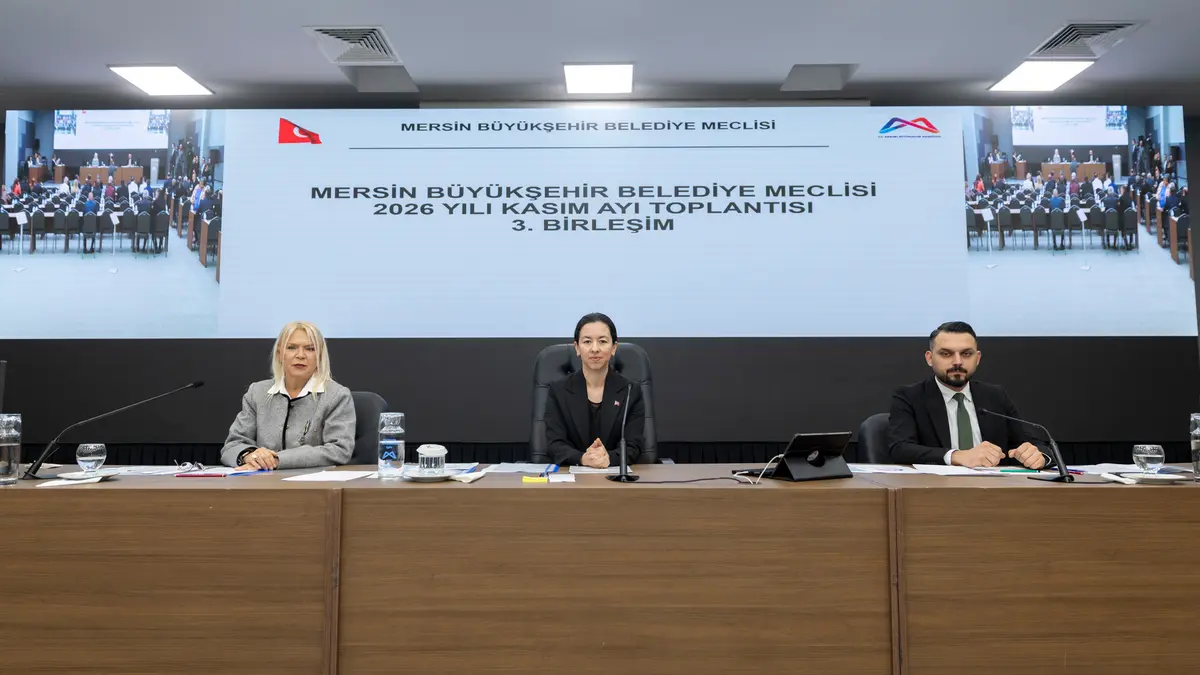 MERSİN BÜYÜKŞEHİR BELEDİYE MECLİSİ
MERSİN BÜYÜKŞEHİR BELEDİYE MECLİSİ
2026 YILI KASIM AYI TOPLANTISI
3. BİRLEŞİM